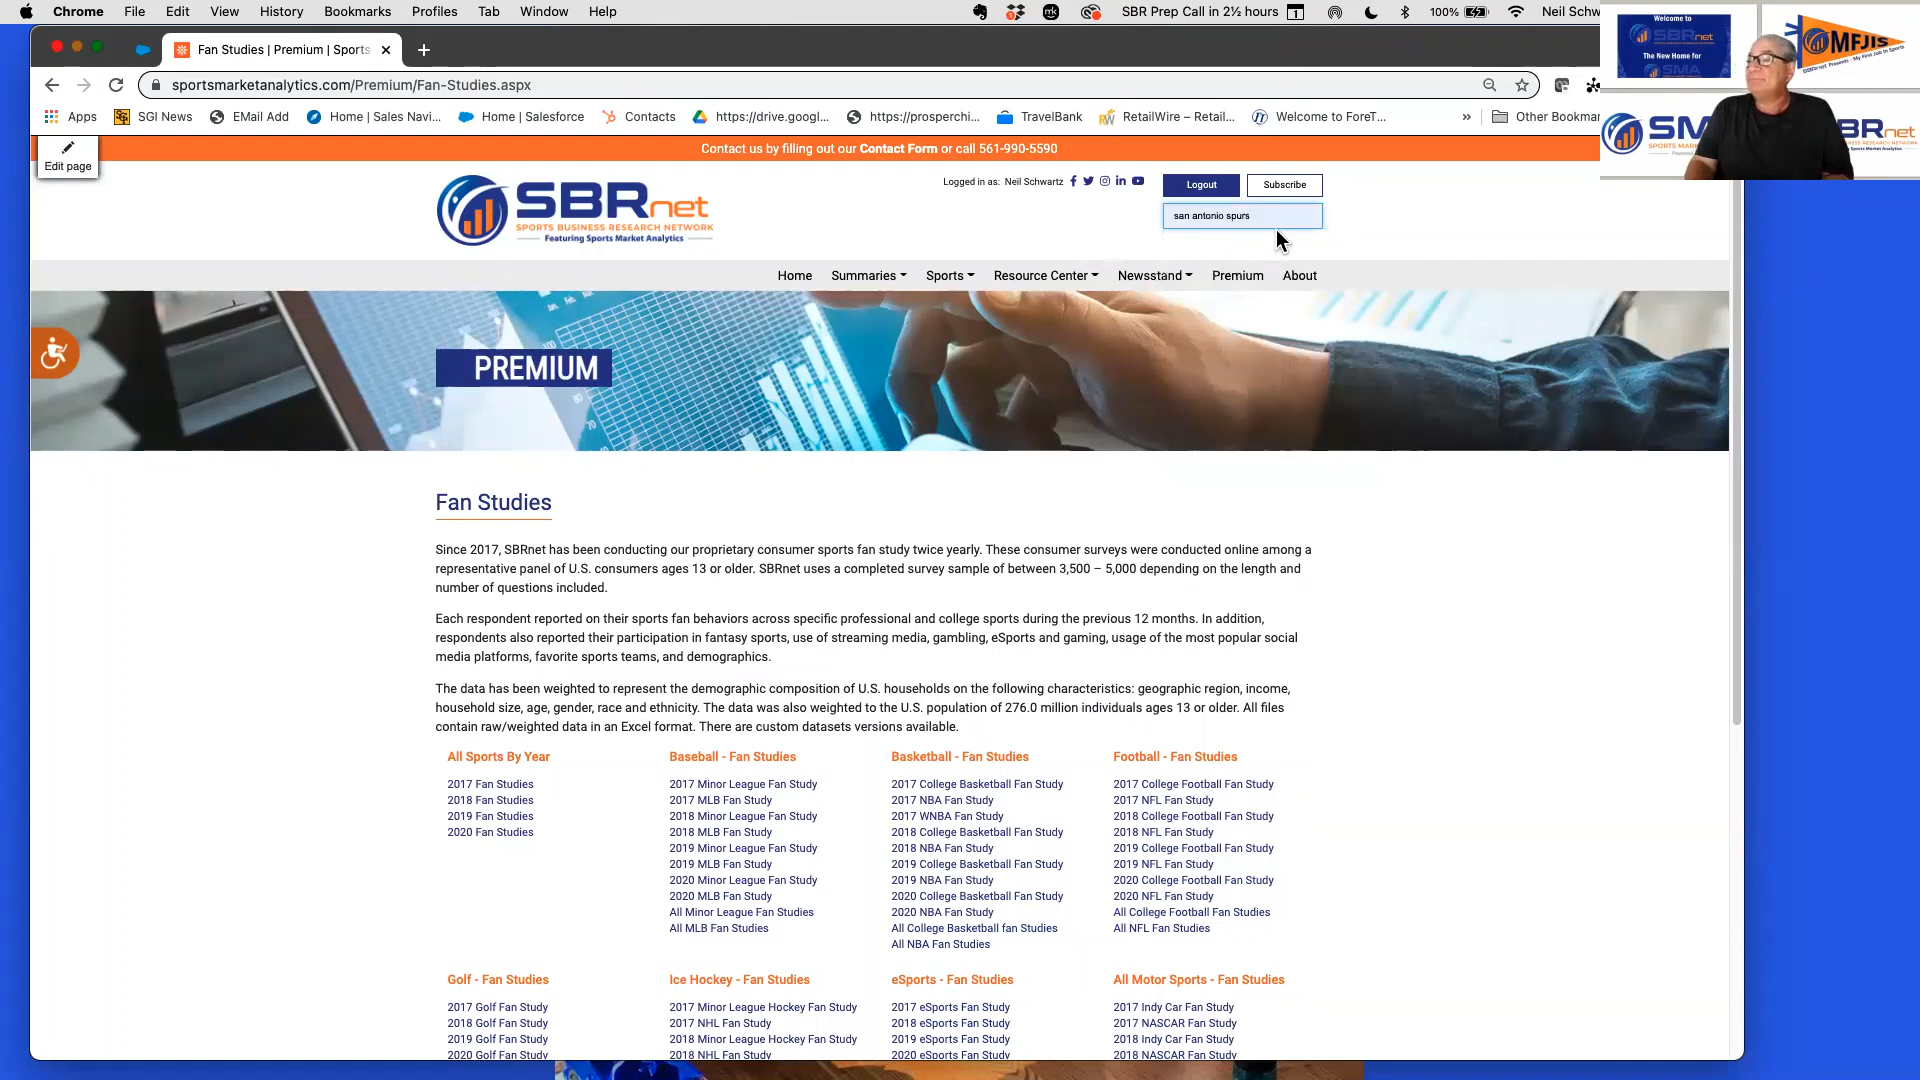 Chrome File Edit View History Bookmarks Profiles Tab Window Help
SBR Prep Call in 2½ hours 1 100% Neil Schw
Fan Studies | Premium | Sports
sportsmarketanalytics.com/Premium/Fan-Studies.aspx
Apps SGI News EMail Add Home | Sales Navi... Home | Salesforce Contacts https://drive.googl... https://prosperchi... TravelBank RetailWire – Retail... Welcome to ForeT... » Other Bookma
Welcome to
SBRnet
The New Home for
SMA
MFJIS
SBRnet Presents - My First Job In Sports
SM
BRnet
Edit page
Contact us by filling out our Contact Form or call 561-990-5590
SBRnet
SPORTS BUSINESS RESEARCH NETWORK
Featuring Sports Market Analytics
Logged in as: Neil Schwartz
Logout Subscribe
san antonio spurs
Home Summaries Sports Resource Center Newsstand Premium About
PREMIUM
Fan Studies
Since 2017, SBRnet has been conducting our proprietary consumer sports fan study twice yearly. These consumer surveys were conducted online among a
representative panel of U.S. consumers ages 13 or older. SBRnet uses a completed survey sample of between 3,500 – 5,000 depending on the length and
number of questions included.
Each respondent reported on their sports fan behaviors across specific professional and college sports during the previous 12 months. In addition,
respondents also reported their participation in fantasy sports, use of streaming media, gambling, eSports and gaming, usage of the most popular social
media platforms, favorite sports teams, and demographics.
The data has been weighted to represent the demographic composition of U.S. households on the following characteristics: geographic region, income,
household size, age, gender, race and ethnicity. The data was also weighted to the U.S. population of 276.0 million individuals ages 13 or older. All files
contain raw/weighted data in an Excel format. There are custom datasets versions available.
All Sports By Year
2017 Fan Studies
2018 Fan Studies
2019 Fan Studies
2020 Fan Studies
Baseball - Fan Studies
2017 Minor League Fan Study
2017 MLB Fan Study
2018 Minor League Fan Study
2018 MLB Fan Study
2019 Minor League Fan Study
2019 MLB Fan Study
2020 Minor League Fan Study
2020 MLB Fan Study
All Minor League Fan Studies
All MLB Fan Studies
Basketball - Fan Studies
2017 College Basketball Fan Study
2017 NBA Fan Study
2017 WNBA Fan Study
2018 College Basketball Fan Study
2018 NBA Fan Study
2019 College Basketball Fan Study
2019 NBA Fan Study
2020 College Basketball Fan Study
2020 NBA Fan Study
All College Basketball fan Studies
All NBA Fan Studies
Football - Fan Studies
2017 College Football Fan Study
2017 NFL Fan Study
2018 College Football Fan Study
2018 NFL Fan Study
2019 College Football Fan Study
2019 NFL Fan Study
2020 College Football Fan Study
2020 NFL Fan Study
All College Football Fan Studies
All NFL Fan Studies
Golf - Fan Studies
2017 Golf Fan Study
2018 Golf Fan Study
2019 Golf Fan Study
2020 Golf Fan Study
Ice Hockey - Fan Studies
2017 Minor League Hockey Fan Study
2017 NHL Fan Study
2018 Minor League Hockey Fan Study
2018 NHL Fan Study
eSports - Fan Studies
2017 eSports Fan Study
2018 eSports Fan Study
2019 eSports Fan Study
2020 eSports Fan Study
All Motor Sports - Fan Studies
2017 Indy Car Fan Study
2017 NASCAR Fan Study
2018 Indy Car Fan Study
2018 NASCAR Fan Study